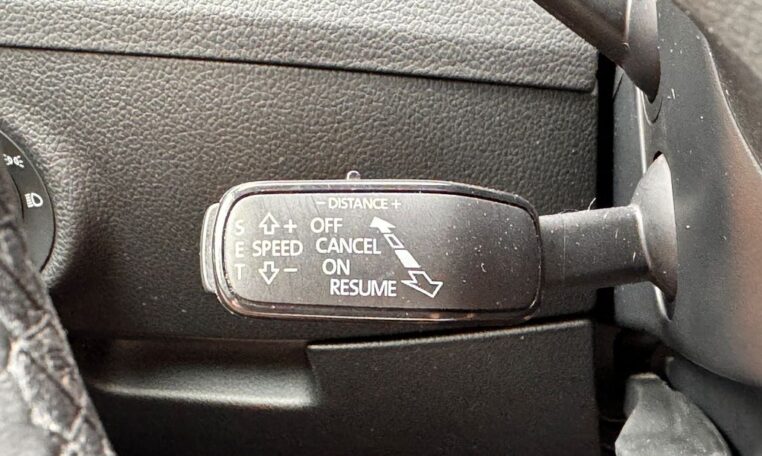 - DISTANCE +
S + OFF
E SPEED CANCEL
T - ON
RESUME